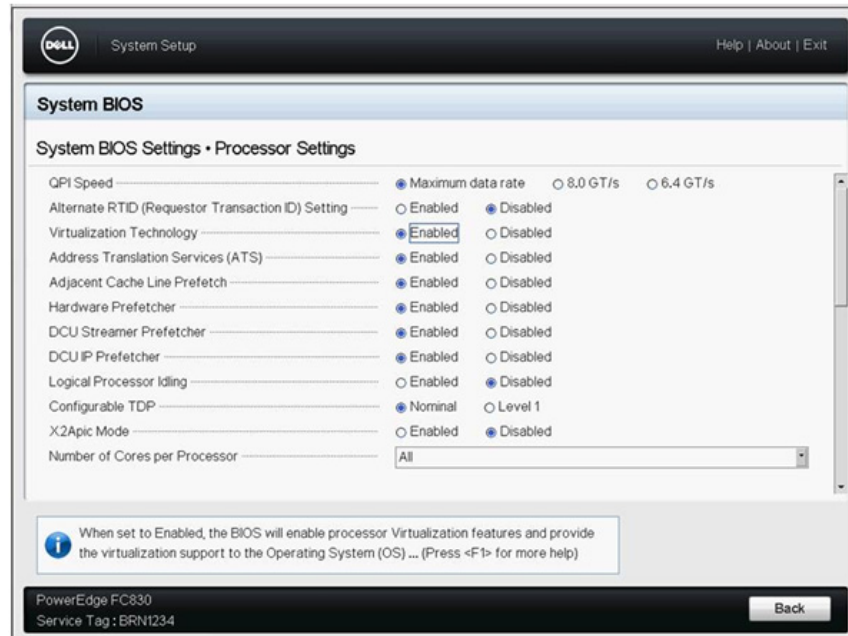 DELL
System Setup
Help | About | Exit
System BIOS
System BIOS Settings • Processor Settings
QPI Speed Maximum data rate 8.0 GT/s 6.4 GT/s
Alternate RTID (Requestor Transaction ID) Setting Enabled Disabled
Virtualization Technology Enabled Disabled
Address Translation Services (ATS) Enabled Disabled
Adjacent Cache Line Prefetch Enabled Disabled
Hardware Prefetcher Enabled Disabled
DCU Streamer Prefetcher Enabled Disabled
DCU IP Prefetcher Enabled Disabled
Logical Processor Idling Enabled Disabled
Configurable TDP Nominal Level 1
X2Apic Mode Enabled Disabled
Number of Cores per Processor All
When set to Enabled, the BIOS will enable processor Virtualization features and provide
the virtualization support to the Operating System (OS) ... (Press <F1> for more help)
PowerEdge FC830
Service Tag : BRN1234
Back